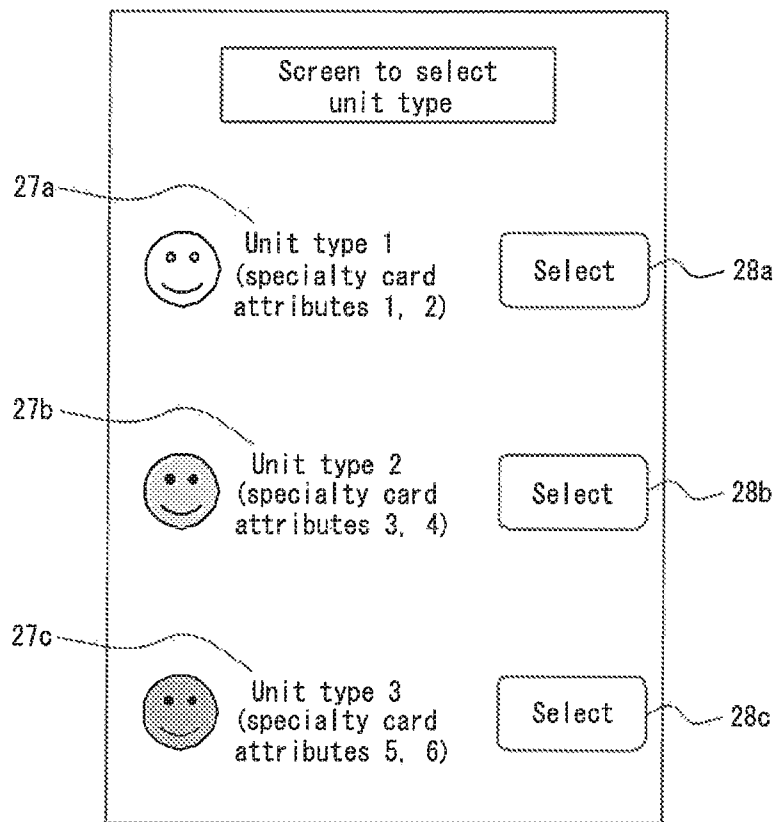 Screen to select
unit type
27a
Unit type 1
(specialty card
attributes 1, 2)
Select
28a
27b
Unit type 2
(specialty card
attributes 3, 4)
Select
28b
27c
Unit type 3
(specialty card
attributes 5, 6)
Select
28c